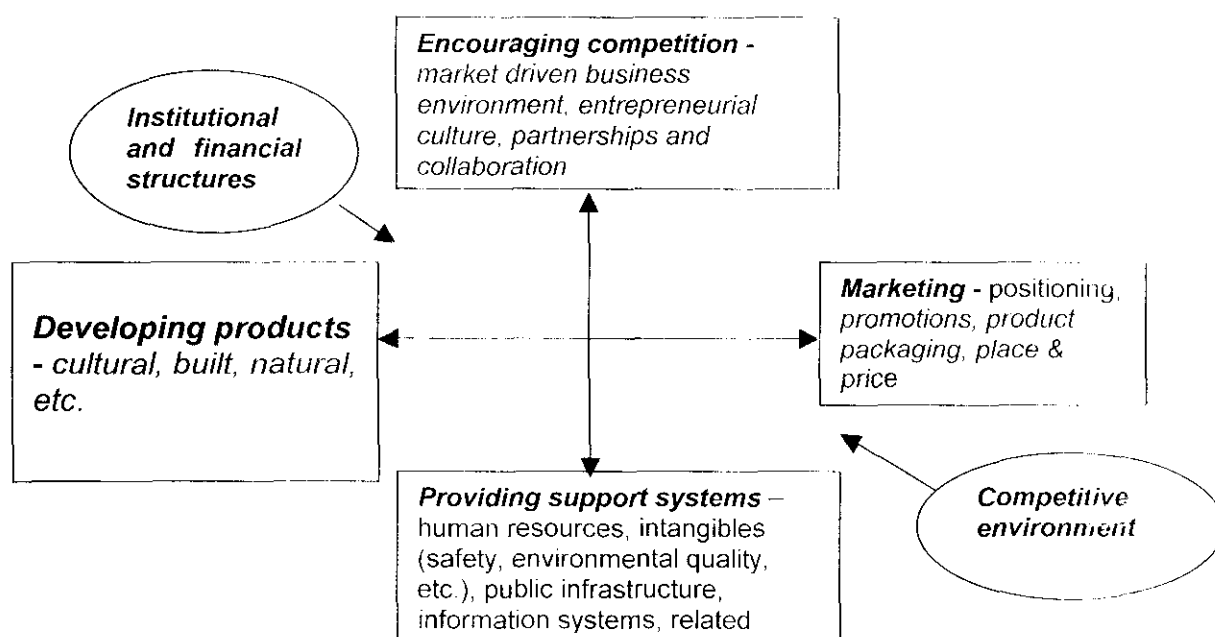 Encouraging competition -
market driven business
environment, entrepreneurial
culture, partnerships and
collaboration
Institutional
and financial
structures
Developing products
- cultural, built, natural,
etc.
Marketing - positioning,
promotions, product
packaging, place &
price
Providing support systems –
human resources, intangibles
(safety, environmental quality,
etc.), public infrastructure,
information systems, related
Competitive
environment